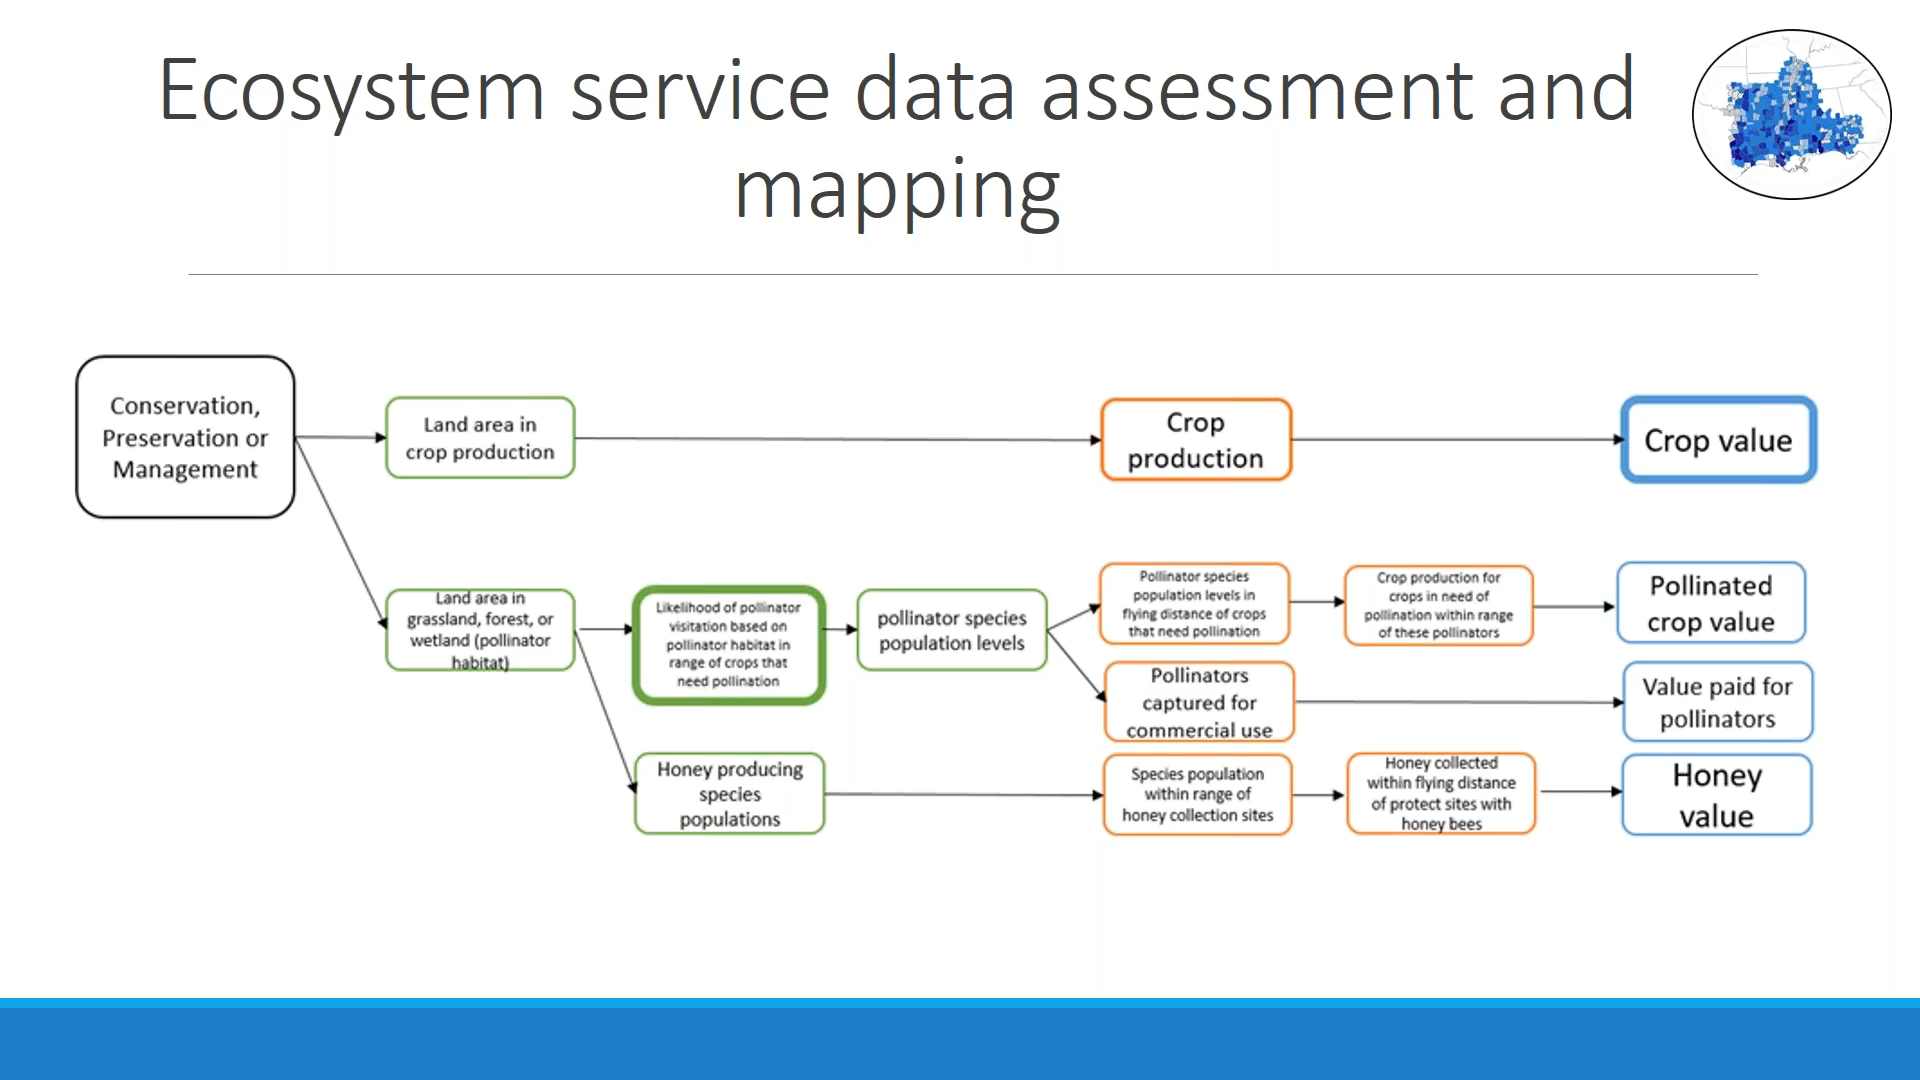 Ecosystem service data assessment and
mapping
Conservation,
Preservation or
Management
Land area in
crop production
Crop
production
Crop value
Land area in
grassland, forest, or
wetland (pollinator
habitat)
Likelihood of pollinator
visitation based on
pollinator habitat in
range of crops that
need pollination
pollinator species
population levels
Pollinator species
population levels in
flying distance of crops
that need pollination
Crop production for
crops in need of
pollination within range
of these pollinators
Pollinated
crop value
Pollinators
captured for
commercial use
Value paid for
pollinators
Honey producing
species
populations
Species population
within range of
honey collection sites
Honey collected
within flying distance
of protect sites with
honey bees
Honey
value